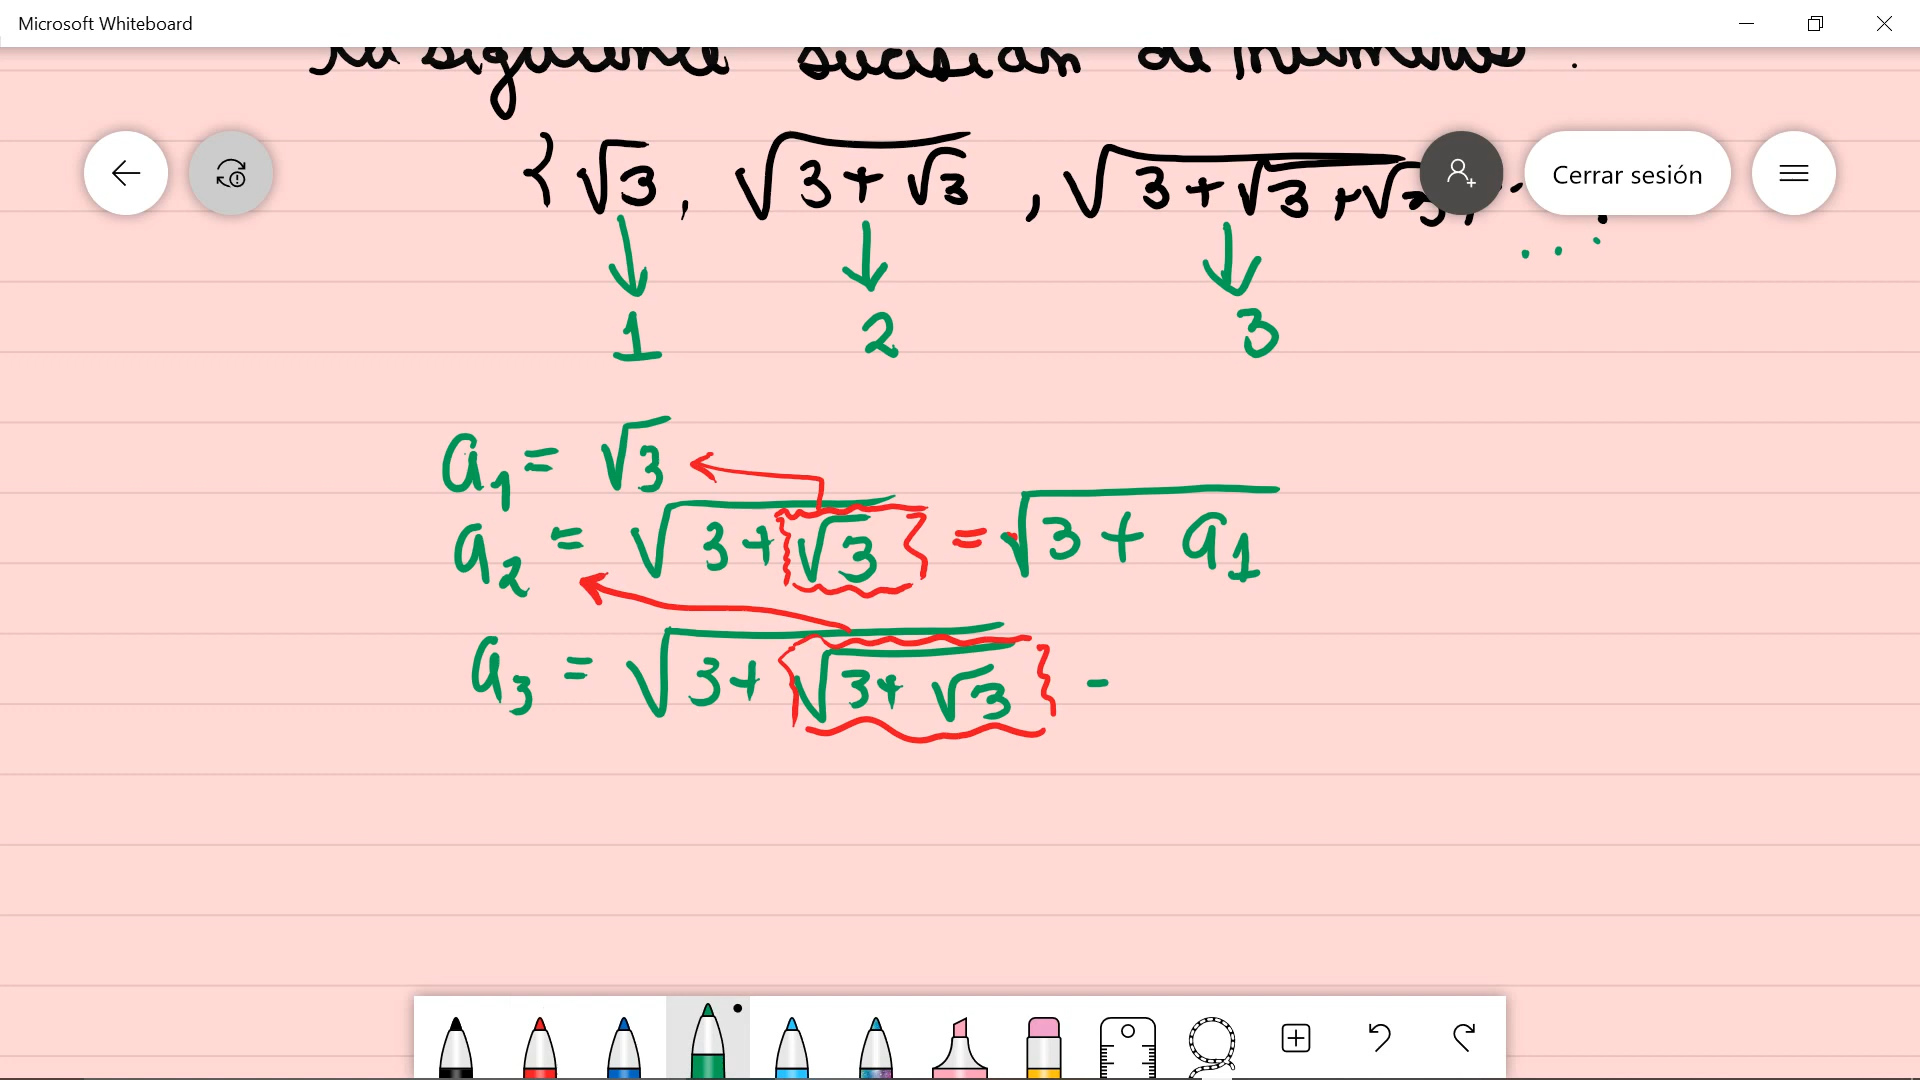 Microsoft Whiteboard
la siguiente sucesión de números :
{ √3 , √(3 + √3) , √(3 + √(3 + √3)) , . . .
Cerrar sesión
1 2 3 . . .
a₁ = √3
a₂ = √(3 + {√3}) = √(3 + a₁)
a₃ = √(3 + {√(3 + √3)} -